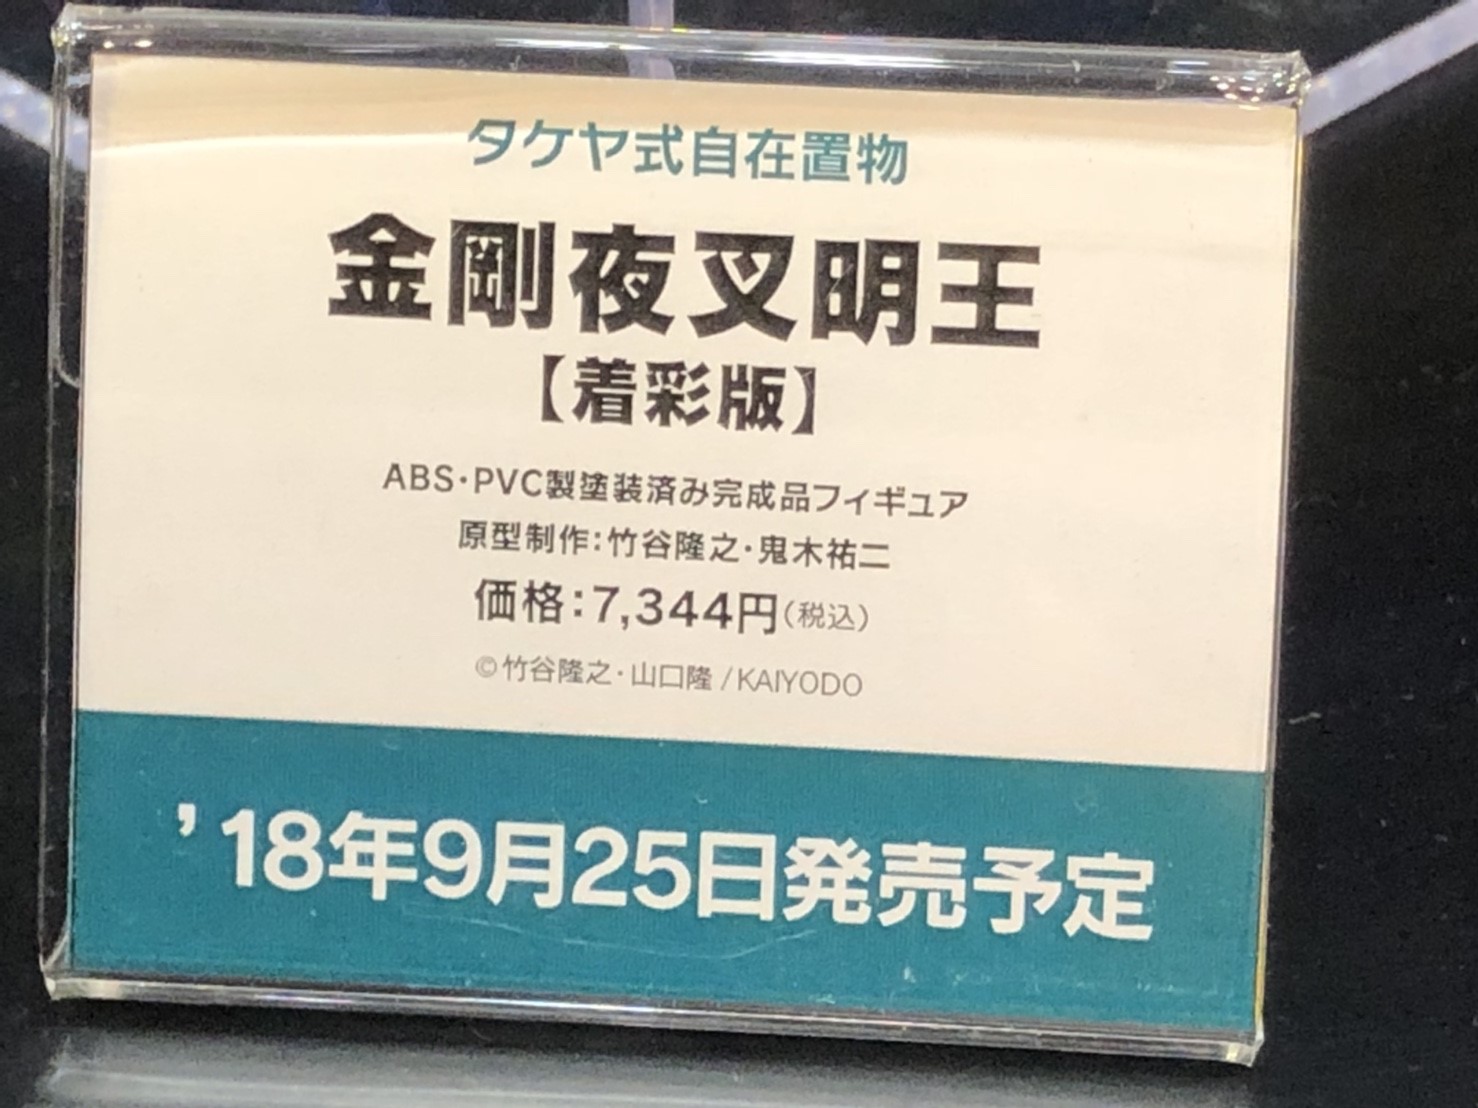 タケヤ式自在置物
金剛夜叉明王
【着彩版】
ABS・PVC製塗装済み完成品フィギュア
原型制作：竹谷隆之・鬼木祐二
価格：7,344円（税込）
©竹谷隆之・山口隆 / KAIYODO
’18年9月25日発売予定